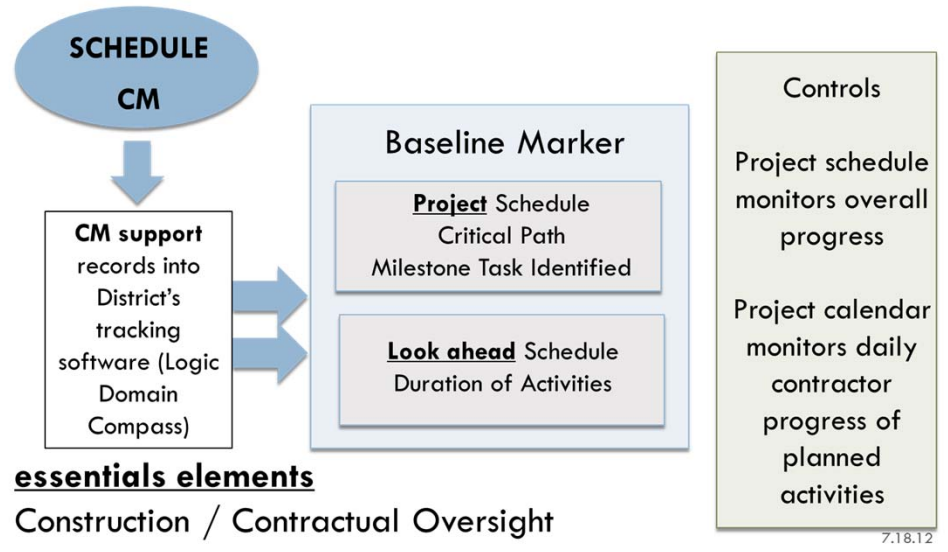 SCHEDULE
CM
CM support
records into
District's
tracking
software (Logic
Domain
Compass)
Baseline Marker
Project Schedule
Critical Path
Milestone Task Identified
Look ahead Schedule
Duration of Activities
Controls
Project schedule
monitors overall
progress
Project calendar
monitors daily
contractor
progress of
planned
activities
essentials elements
Construction / Contractual Oversight
7.18.12